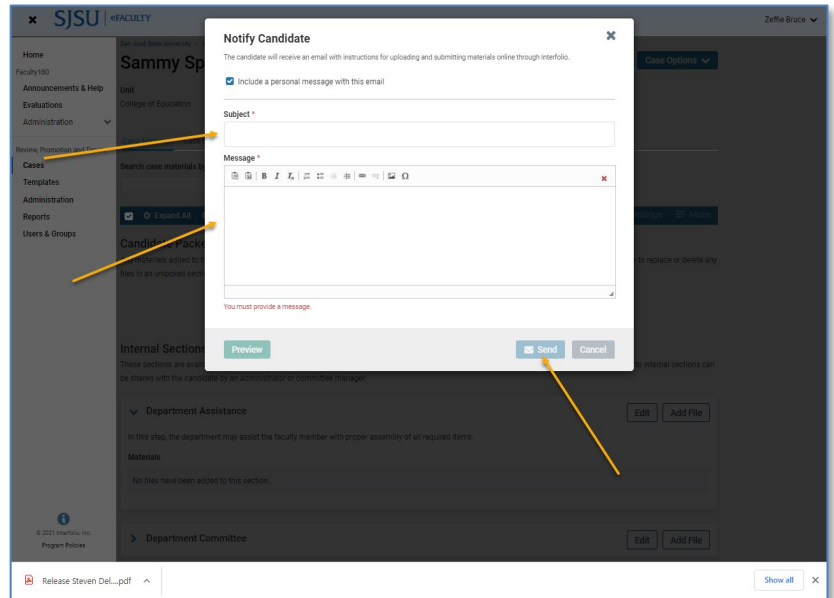 SJSU | eFACULTY
Zeffie Bruce
Home
Faculty180
Announcements & Help
Evaluations
Administration
Review, Promotion and
Cases
Templates
Administration
Reports
Users & Groups
© 2021 Interfolio, Inc.
Program Policies
San José State University
Sammy Sp
Unit
College of Education
Case Options
Search case materials by
Expand All
Move
Candidate Packe
materials added to
to replace or delete any
files in an unlocked
Internal Sections
These sections are
to internal sections can
be shared with the candidate by an administrator or committee manager.
Department Assistance
Edit
Add File
In this step, the department may assist the faculty member with proper assembly of all required items.
Materials
No files have been added to this section.
Department Committee
Edit
Add File
Notify Candidate
The candidate will receive an email with instructions for uploading and submitting materials online through Interfolio.
Include a personal message with this email
Subject *
Message *
B I Ω
You must provide a message.
Preview
Send
Cancel
Release Steven Del....pdf
Show all